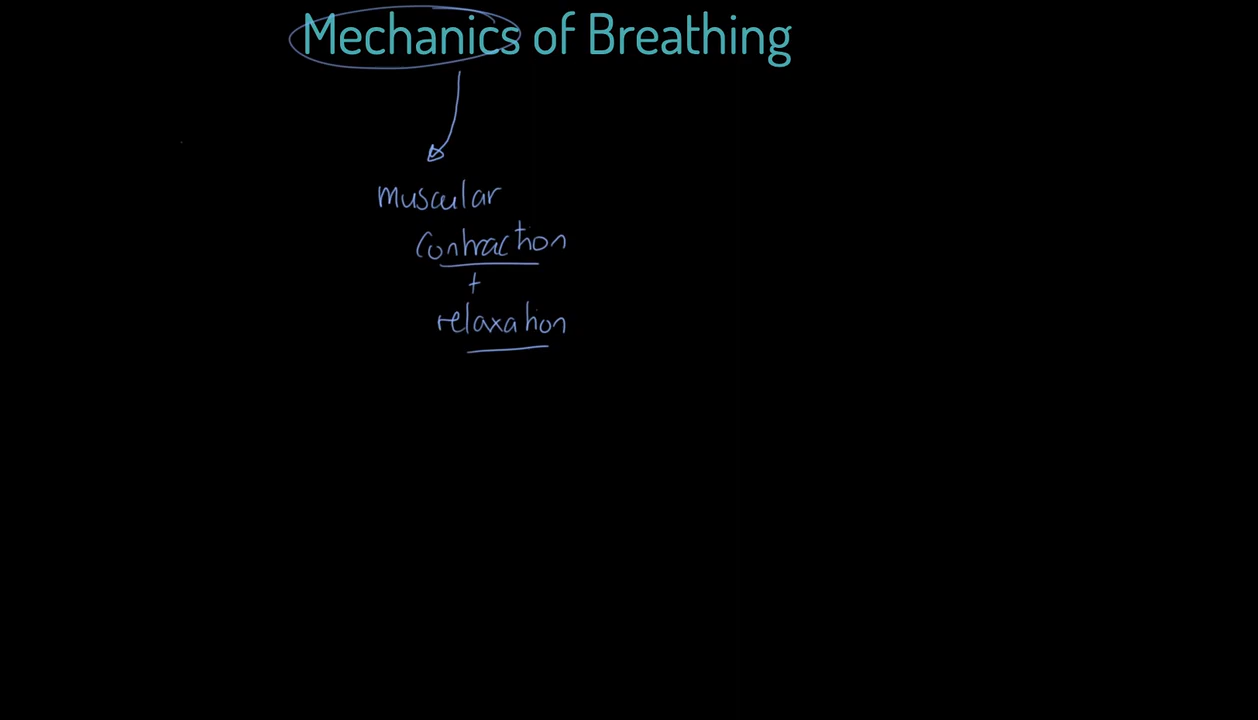 Mechanics of Breathing
muscular
contraction
+
relaxation